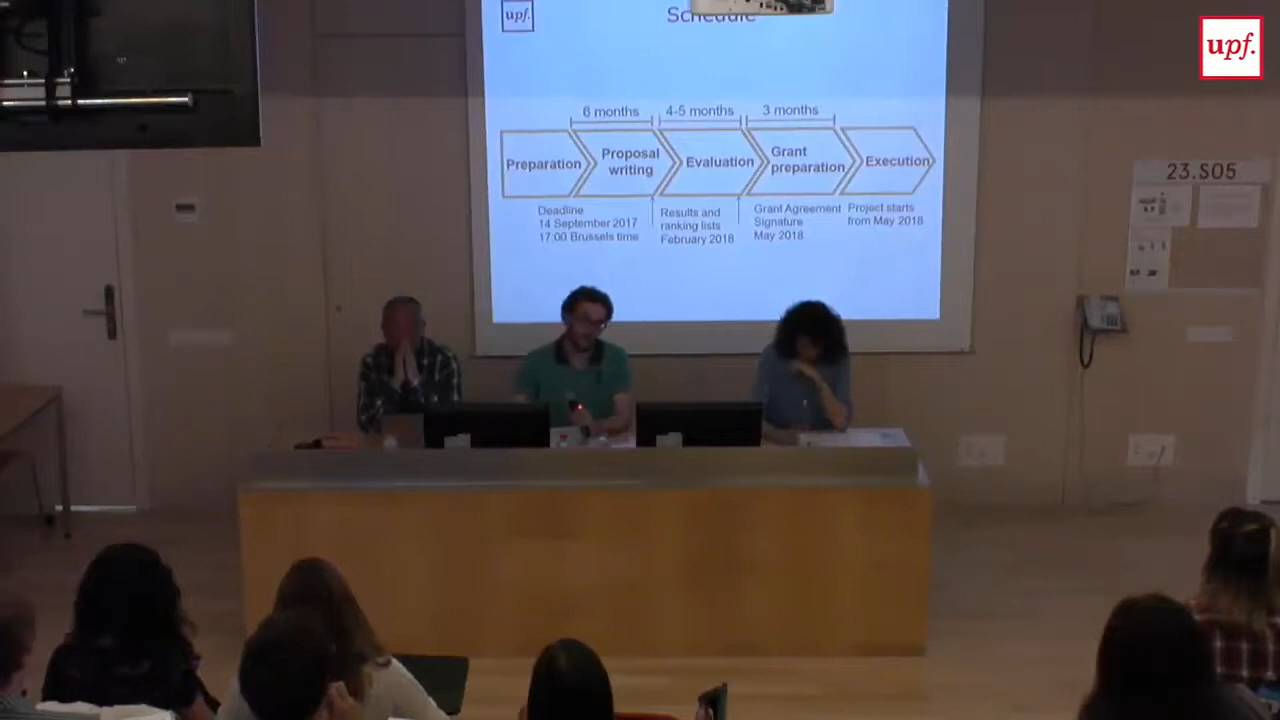 upf.
Schedule
upf.
6 months
4-5 months
3 months
Preparation
Proposal
writing
Evaluation
Grant
preparation
Execution
Deadline
14 September 2017
17:00 Brussels time
Results and
ranking lists
February 2018
Grant Agreement
Signature
May 2018
Project starts
from May 2018
23.S05